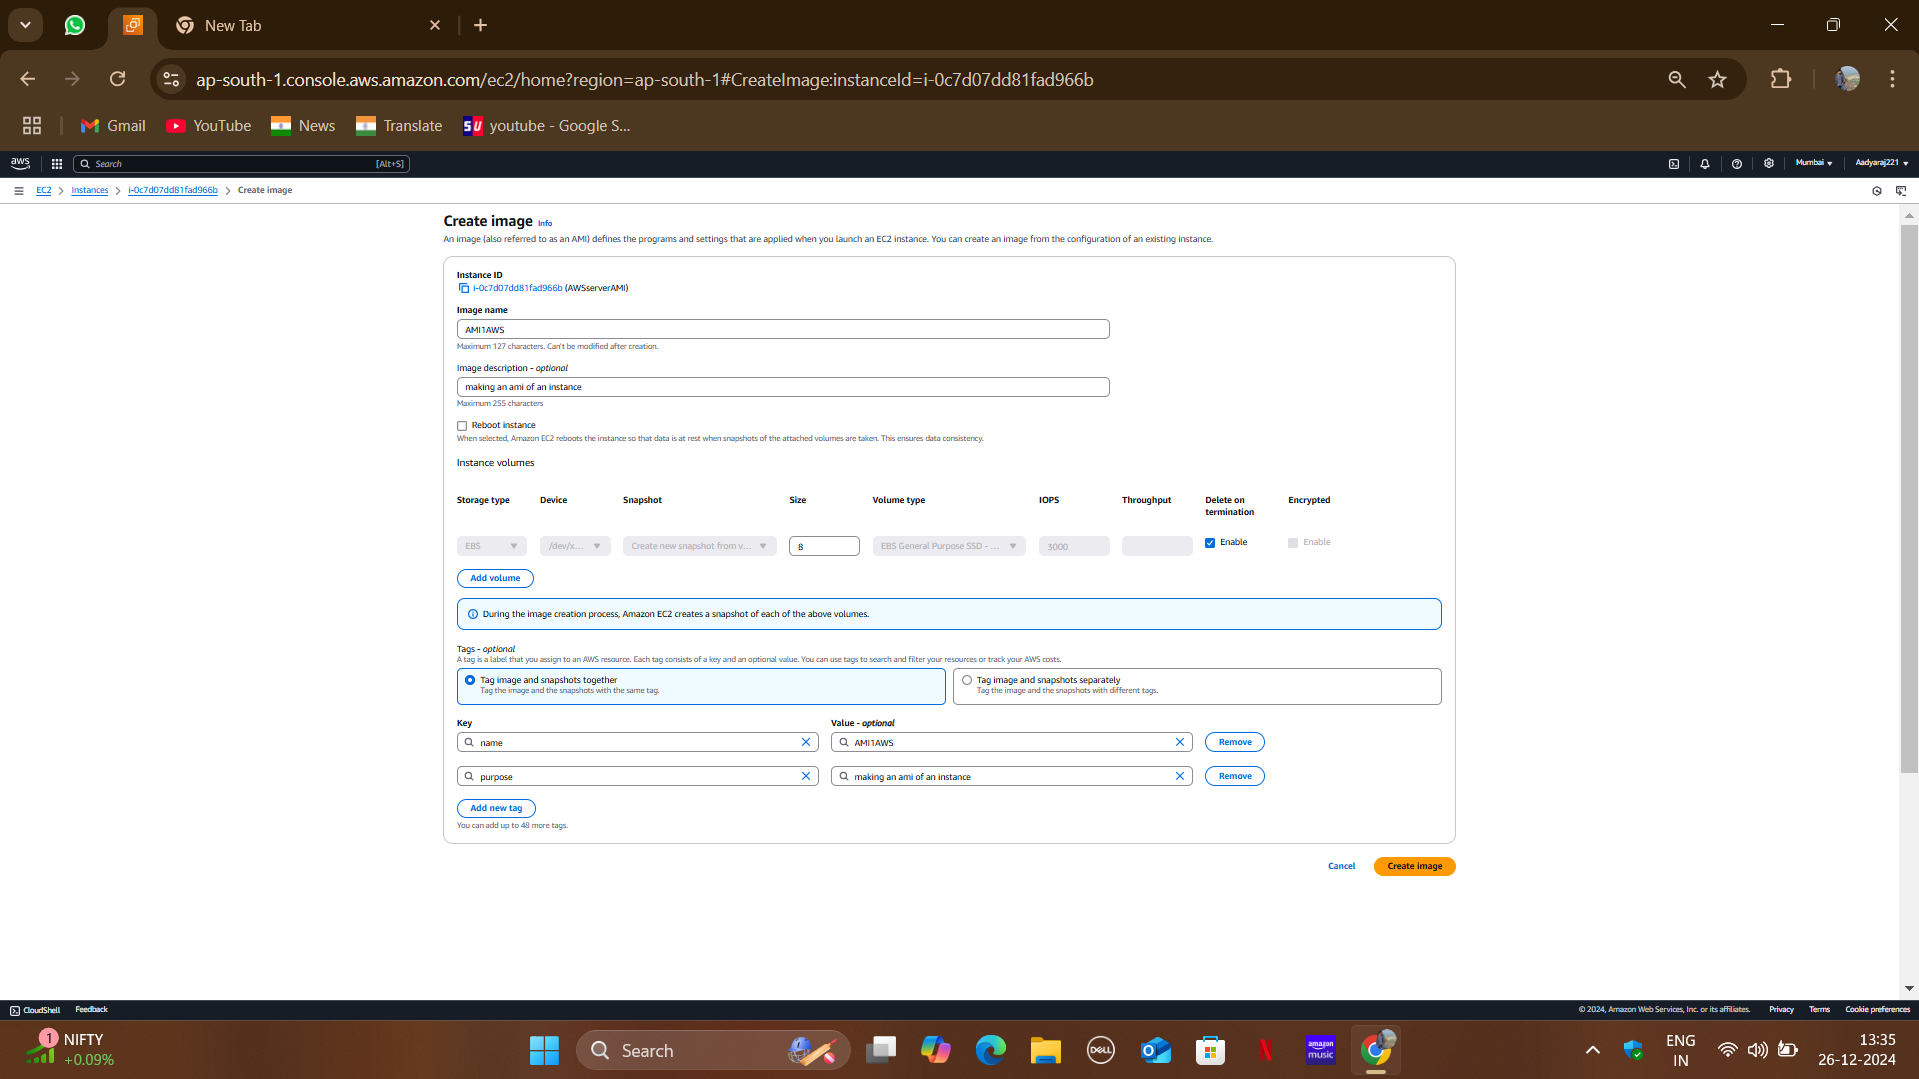 New Tab
ap-south-1.console.aws.amazon.com/ec2/home?region=ap-south-1#CreateImage:instanceId=i-0c7d07dd81fad966b
Gmail YouTube News Translate SU youtube - Google S...
aws Search [Alt+S] Mumbai Aadyaraj221
EC2 Instances i-0c7d07dd81fad966b Create image
Create image Info
An image (also referred to as an AMI) defines the programs and settings that are applied when you launch an EC2 instance. You can create an image from the configuration of an existing instance.
Instance ID
i-0c7d07dd81fad966b (AWSserverAMI)
Image name
AMI1AWS
Maximum 127 characters. Can't be modified after creation.
Image description - optional
making an ami of an instance
Maximum 255 characters
Reboot instance
When selected, Amazon EC2 reboots the instance so that data is at rest when snapshots of the attached volumes are taken. This ensures data consistency.
Instance volumes
Storage type Device Snapshot Size Volume type IOPS Throughput Delete on termination Encrypted
EBS /dev/x... Create new snapshot from v... 8 EBS General Purpose SSD - ... 3000 Enable Enable
Add volume
During the image creation process, Amazon EC2 creates a snapshot of each of the above volumes.
Tags - optional
A tag is a label that you assign to an AWS resource. Each tag consists of a key and an optional value. You can use tags to search and filter your resources or track your AWS costs.
Tag image and snapshots together
Tag the image and the snapshots with the same tag.
Tag image and snapshots separately
Tag the image and the snapshots with different tags.
Key Value - optional
name AMI1AWS Remove
purpose making an ami of an instance Remove
Add new tag
You can add up to 48 more tags.
Cancel Create image
CloudShell Feedback © 2024, Amazon Web Services, Inc. or its affiliates. Privacy Terms Cookie preferences
1 NIFTY
+0.09%
Search
DELL
amazon music
ENG
IN
13:35
26-12-2024